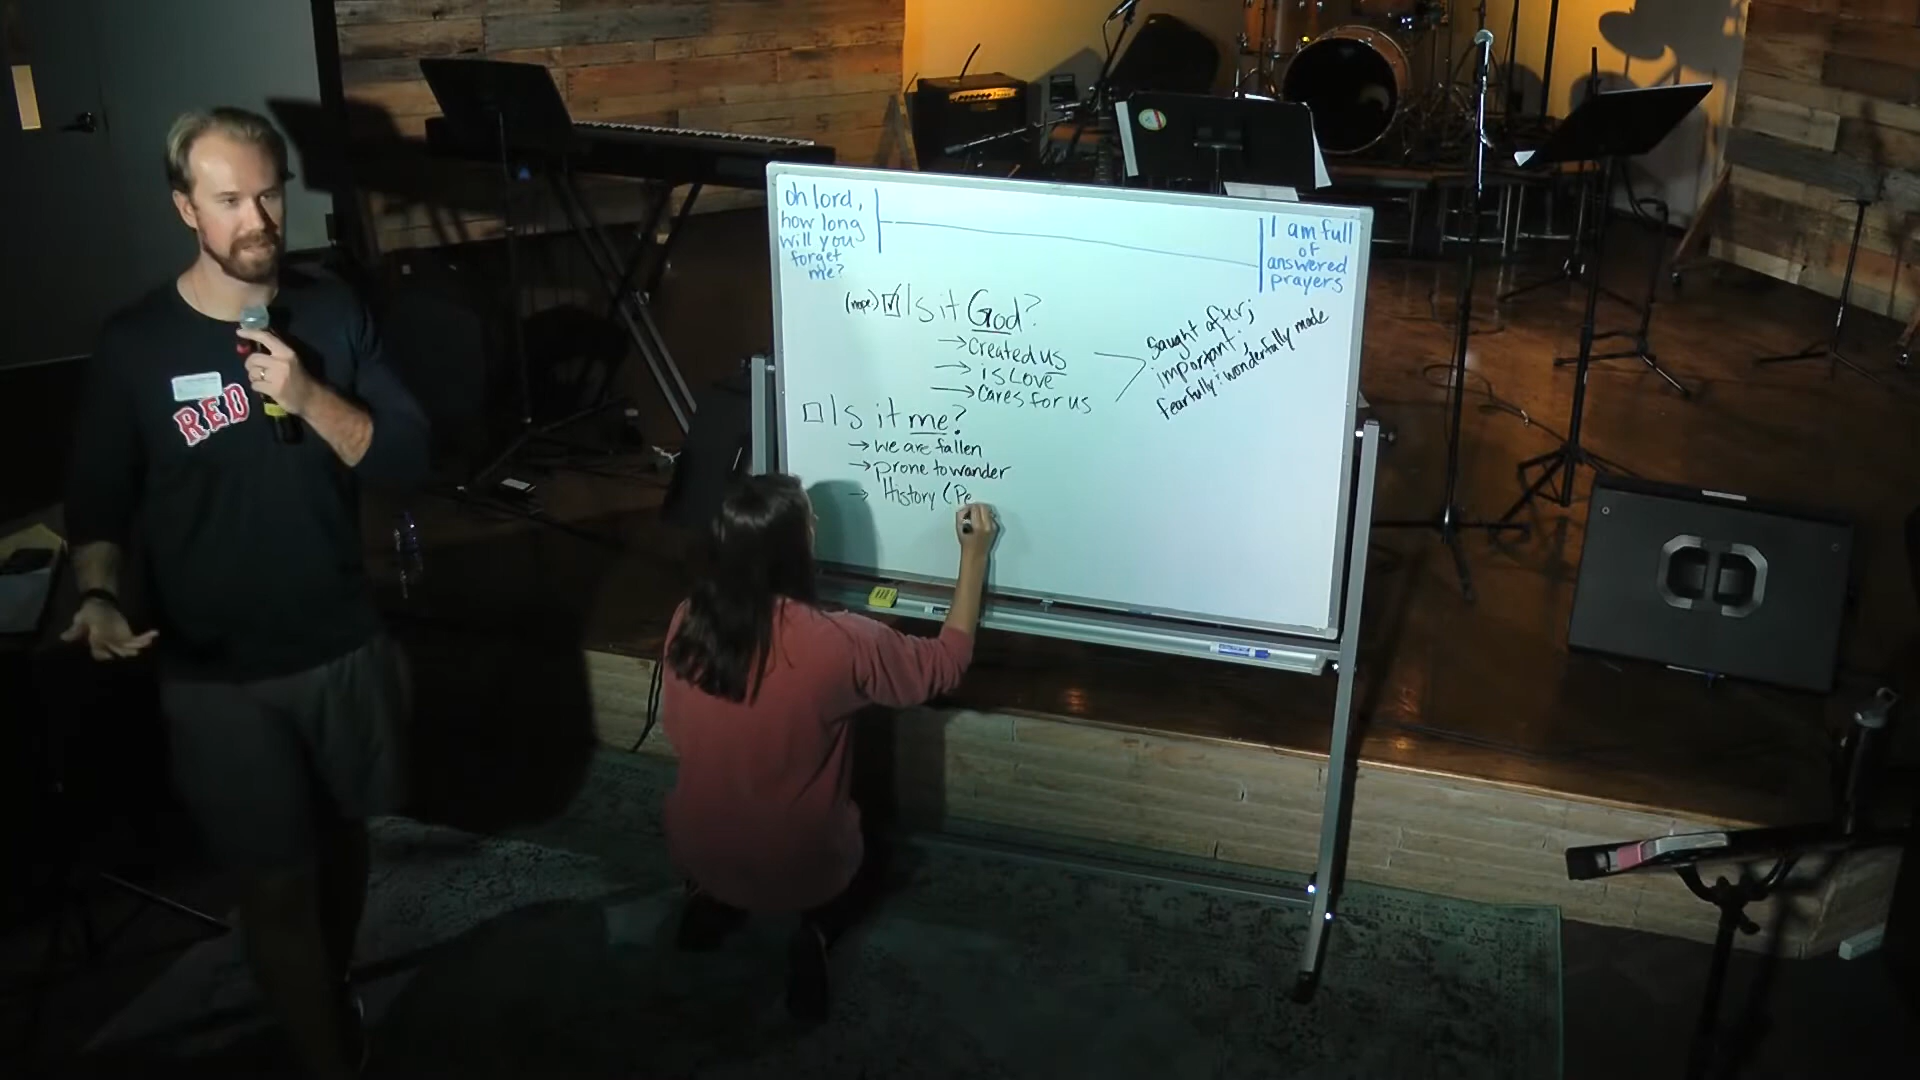 oh lord,
how long
will you
forget
me?
I am full
of
answered
prayers
(nope.) Is it God?
→ Created us
→ is Love
→ Cares for us
Saught after;
important;
fearfully : wonderfully made
Is it me?
→ we are fallen
→ prone to wander
→ History (Pe
RED